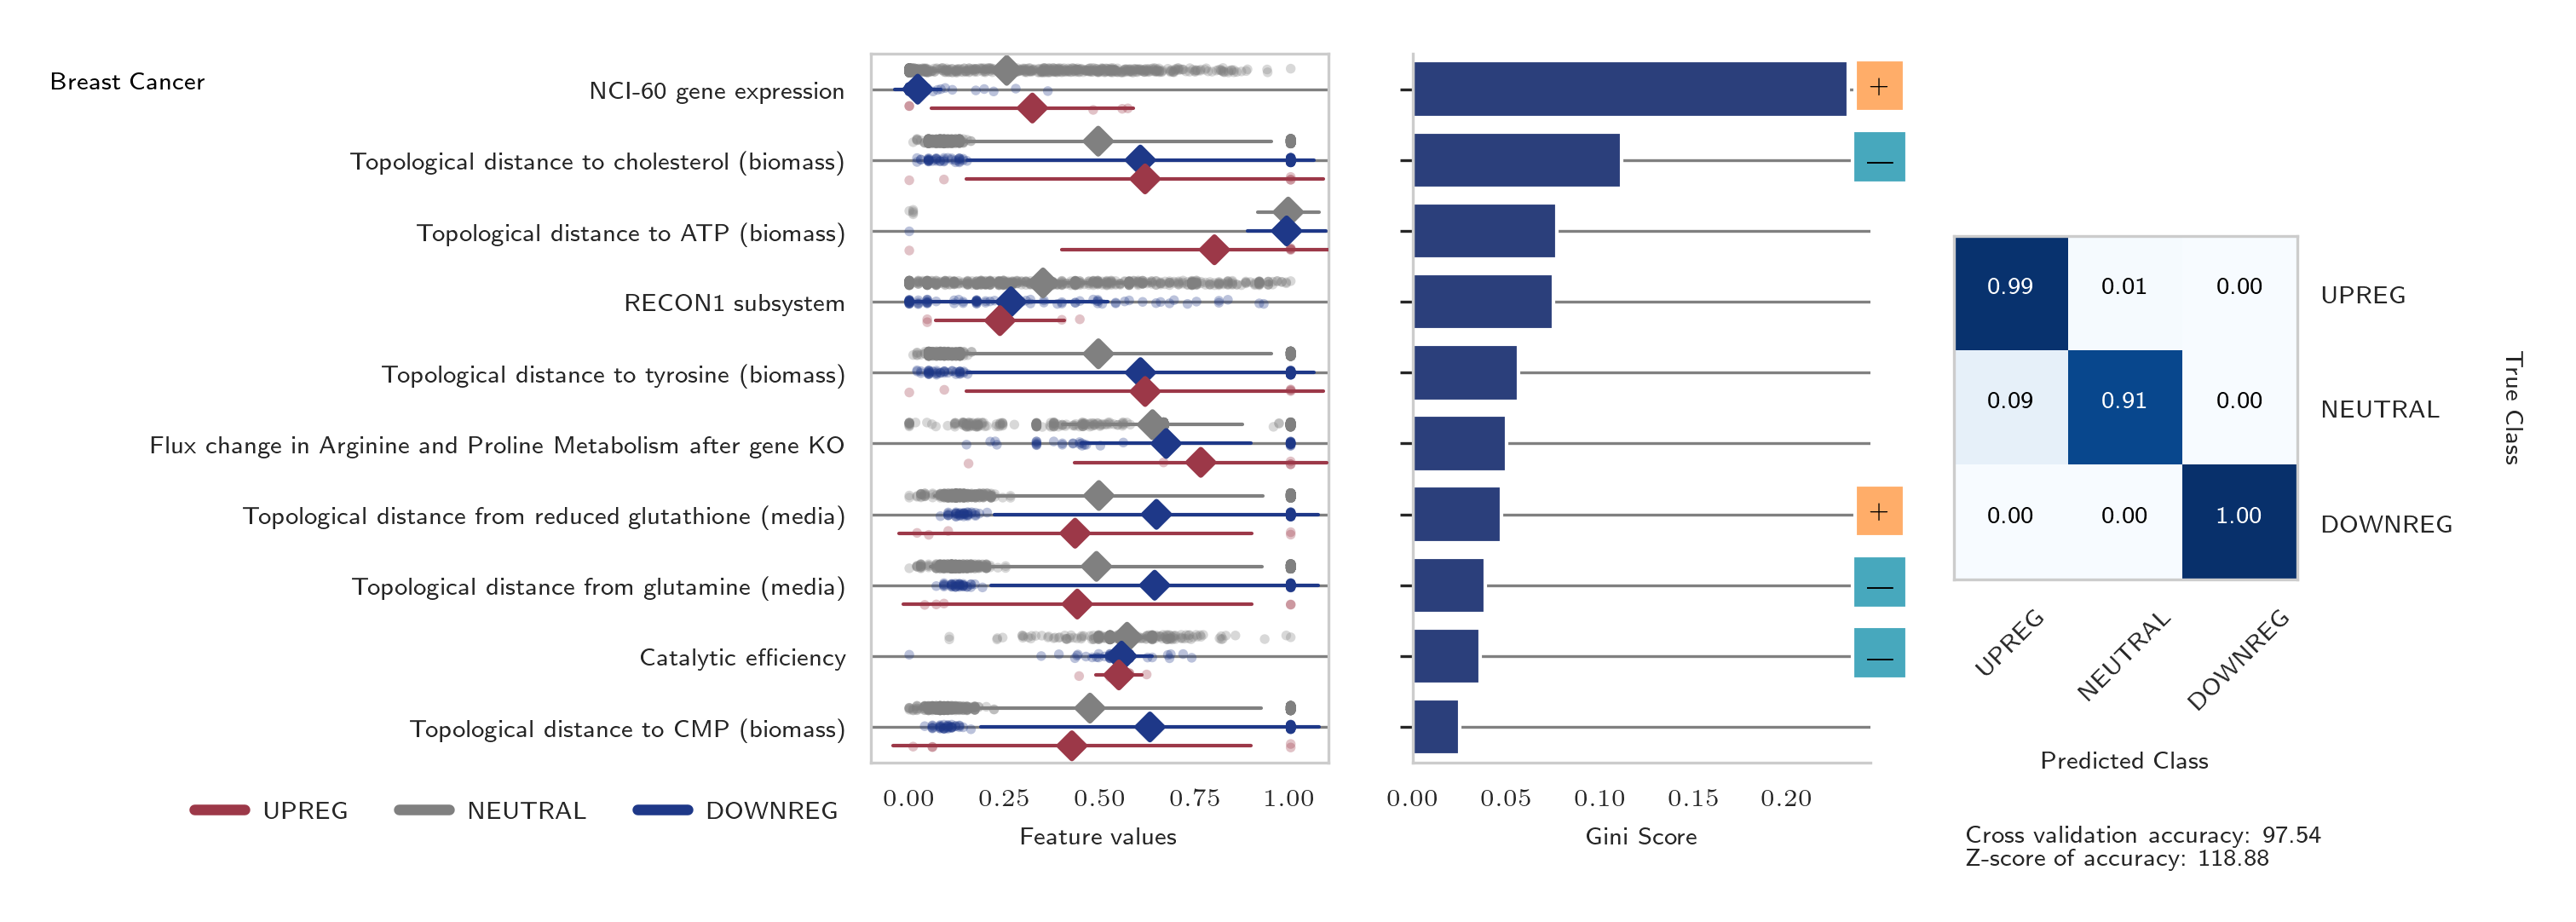 Breast Cancer
NCI-60 gene expression
Topological distance to cholesterol (biomass)
Topological distance to ATP (biomass)
RECON1 subsystem
Topological distance to tyrosine (biomass)
Flux change in Arginine and Proline Metabolism after gene KO
Topological distance from reduced glutathione (media)
Topological distance from glutamine (media)
Catalytic efficiency
Topological distance to CMP (biomass)
UPREG NEUTRAL DOWNREG
0.00 0.25 0.50 0.75 1.00
Feature values
+
—
+
—
—
0.00 0.05 0.10 0.15 0.20
Gini Score
0.99 0.01 0.00 UPREG
0.09 0.91 0.00 NEUTRAL
0.00 0.00 1.00 DOWNREG
True Class
UPREG NEUTRAL DOWNREG
Predicted Class
Cross validation accuracy: 97.54
Z-score of accuracy: 118.88